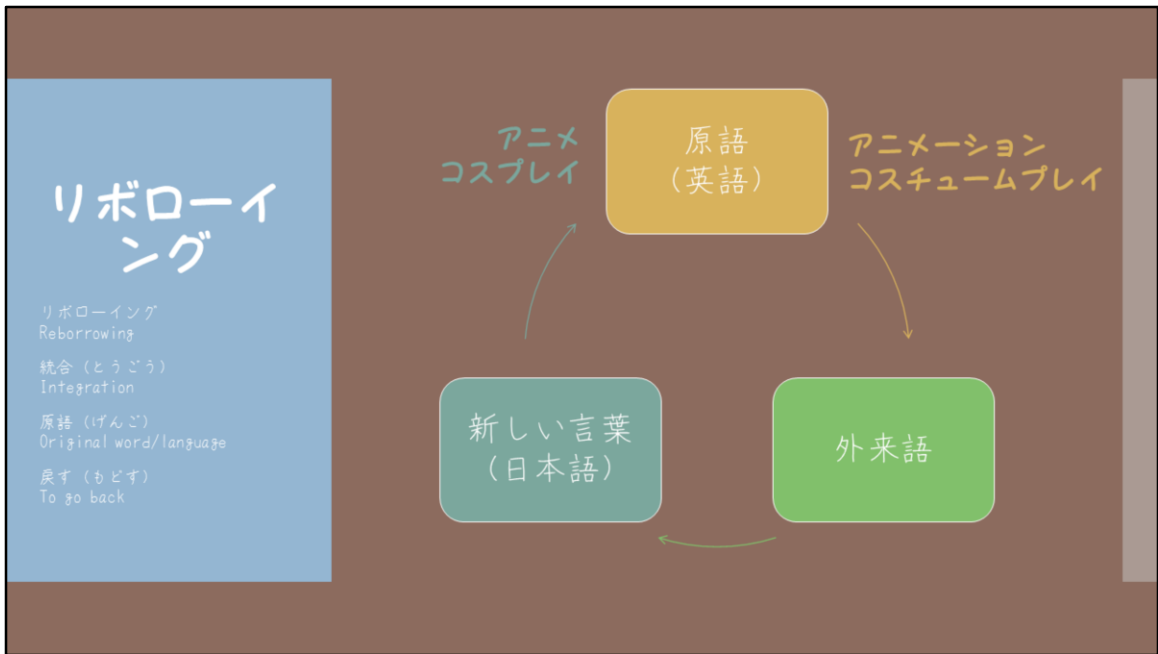 リボローイ
ング
リボローイング
Reborrowing
統合（とうごう）
Integration
原語（げんご）
Original word/language
戻す（もどす）
To go back
アニメ
コスプレイ
原語
（英語）
アニメーション
コスチュームプレイ
新しい言葉
（日本語）
外来語